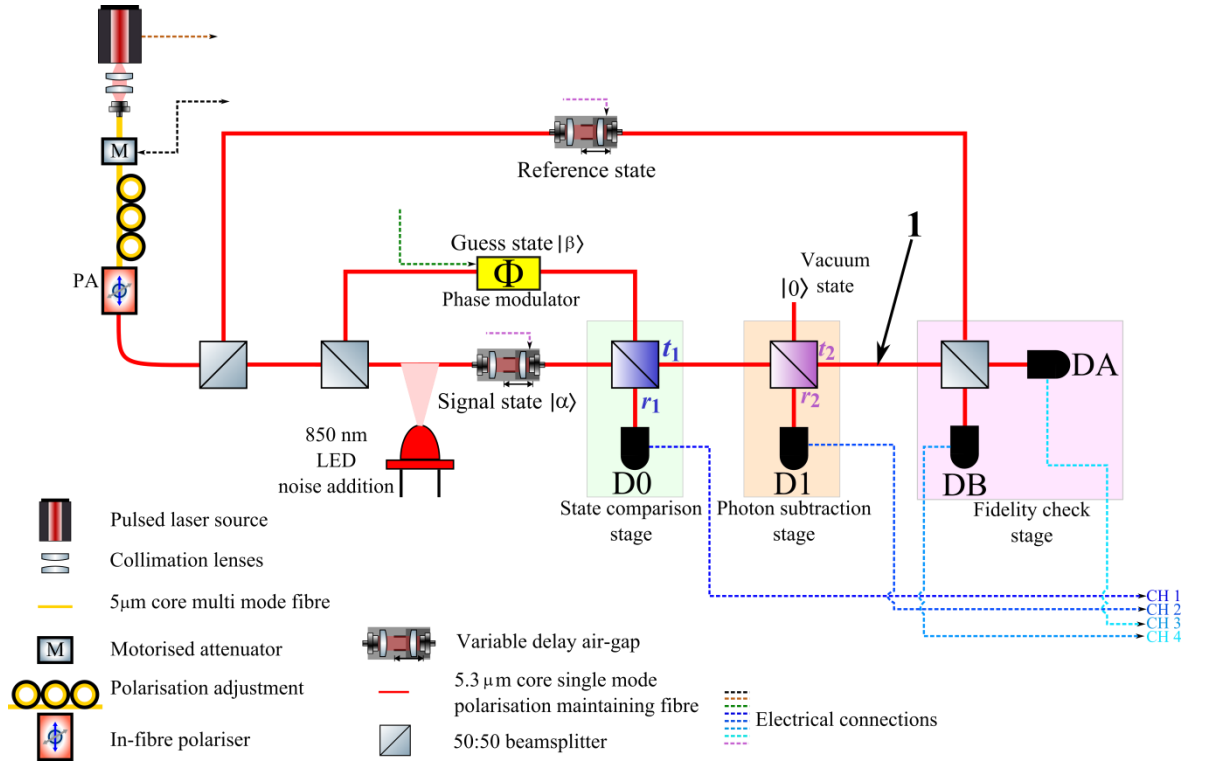 M
Reference state
1
PA
Guess state |β⟩
Φ
Phase modulator
Vacuum
|0⟩ state
t1
t2
Signal state |α⟩
r1
r2
DA
850 nm
LED
noise addition
D0
D1
DB
State comparison
stage
Photon subtraction
stage
Fidelity check
stage
Pulsed laser source
Collimation lenses
5μm core multi mode fibre
M
Motorised attenuator
Polarisation adjustment
In-fibre polariser
Variable delay air-gap
5.3 μm core single mode
polarisation maintaining fibre
50:50 beamsplitter
Electrical connections
CH 1
CH 2
CH 3
CH 4